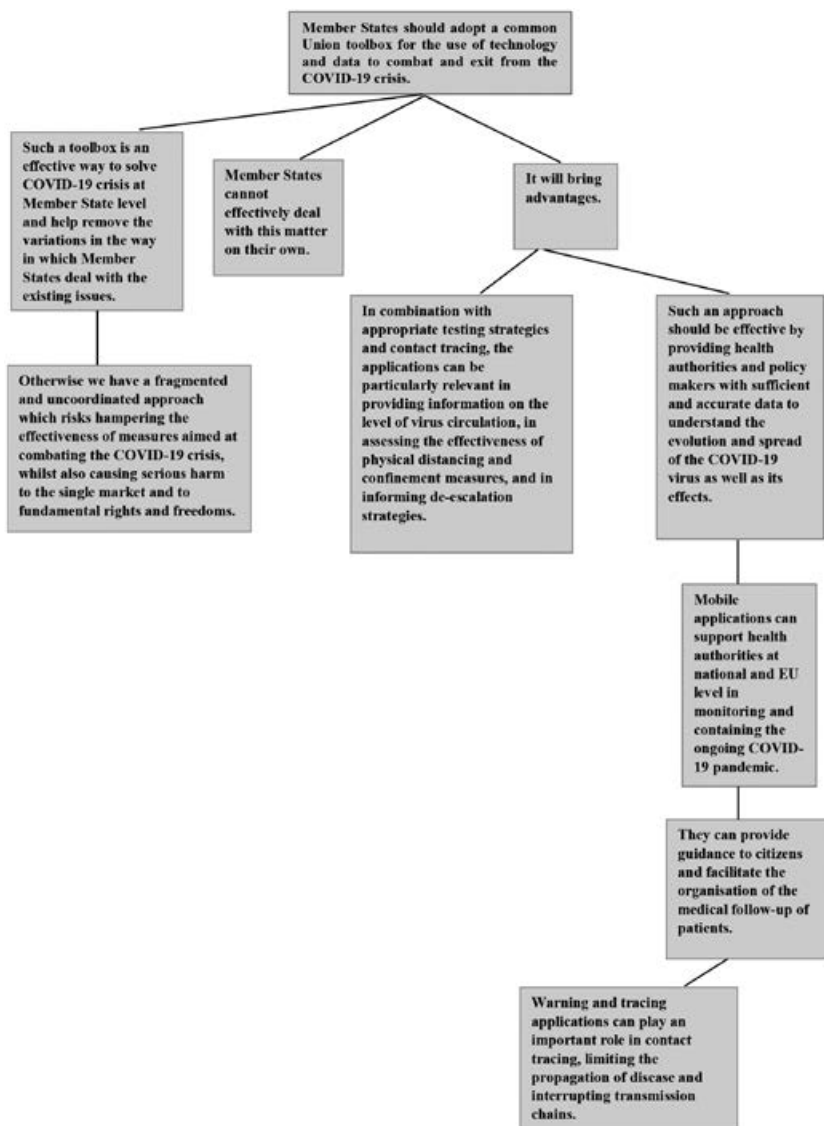 Member States should adopt a common
Union toolbox for the use of technology
and data to combat and exit from the
COVID-19 crisis.
Such a toolbox is an
effective way to solve
COVID-19 crisis at
Member State level
and help remove the
variations in the way
in which Member
States deal with the
existing issues.
Member States
cannot
effectively deal
with this matter
on their own.
It will bring
advantages.
Otherwise we have a fragmented
and uncoordinated approach
which risks hampering the
effectiveness of measures aimed at
combating the COVID-19 crisis,
whilst also causing serious harm
to the single market and to
fundamental rights and freedoms.
In combination with
appropriate testing strategies
and contact tracing, the
applications can be
particularly relevant in
providing information on the
level of virus circulation, in
assessing the effectiveness of
physical distancing and
confinement measures, and in
informing de-escalation
strategies.
Such an approach
should be effective by
providing health
authorities and policy
makers with sufficient
and accurate data to
understand the
evolution and spread
of the COVID-19
virus as well as its
effects.
Mobile
applications can
support health
authorities at
national and EU
level in
monitoring and
containing the
ongoing COVID-
19 pandemic.
They can provide
guidance to citizens
and facilitate the
organisation of the
medical follow-up of
patients.
Warning and tracing
applications can play an
important role in contact
tracing, limiting the
propagation of disease and
interrupting transmission
chains.